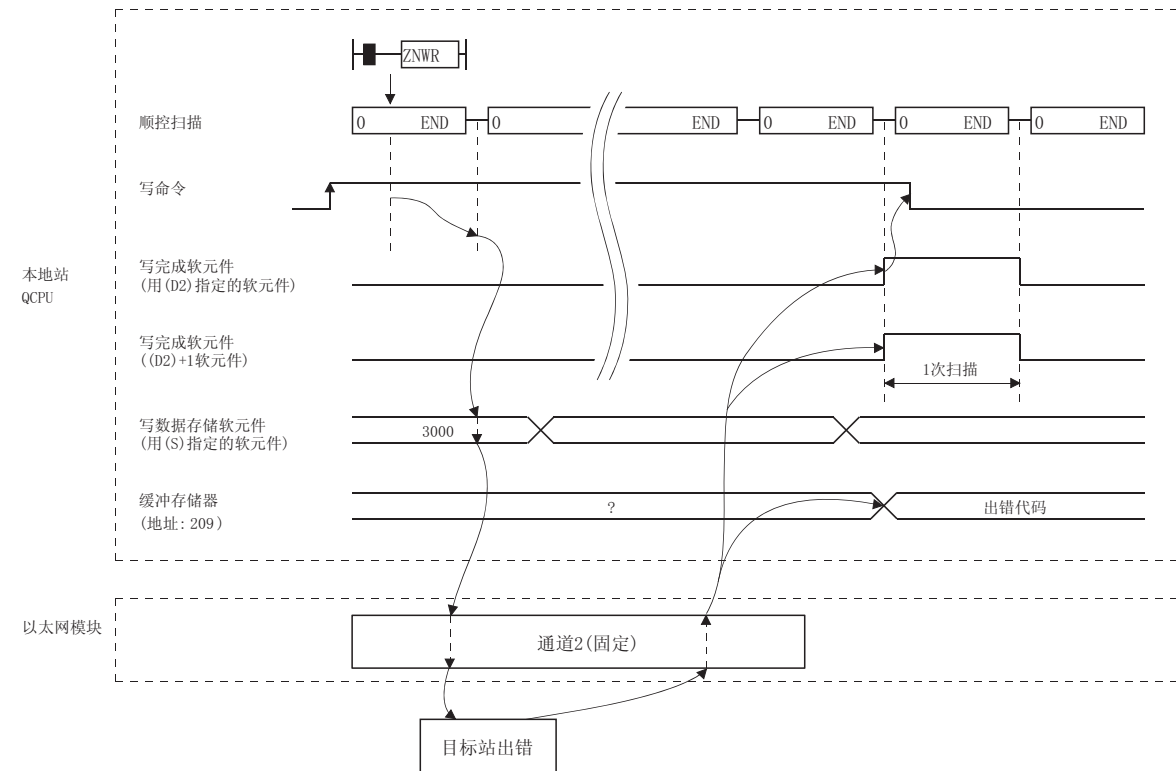 ZNWR
顺控扫描
0 END 0 END 0 END 0 END 0 END
写命令
本地站
QCPU
写完成软元件
(用(D2)指定的软元件)
写完成软元件
((D2)+1软元件)
1次扫描
写数据存储软元件
(用(S)指定的软元件)
3000
缓冲存储器
(地址: 209)
?
出错代码
以太网模块
通道2(固定)
目标站出错